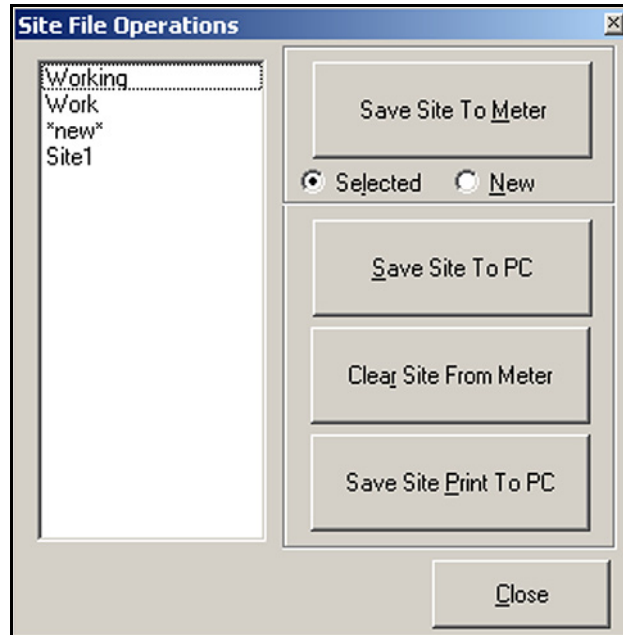 Site File Operations
Working
Work
*new*
Site1
Save Site To Meter
Selected
New
Save Site To PC
Clear Site From Meter
Save Site Print To PC
Close